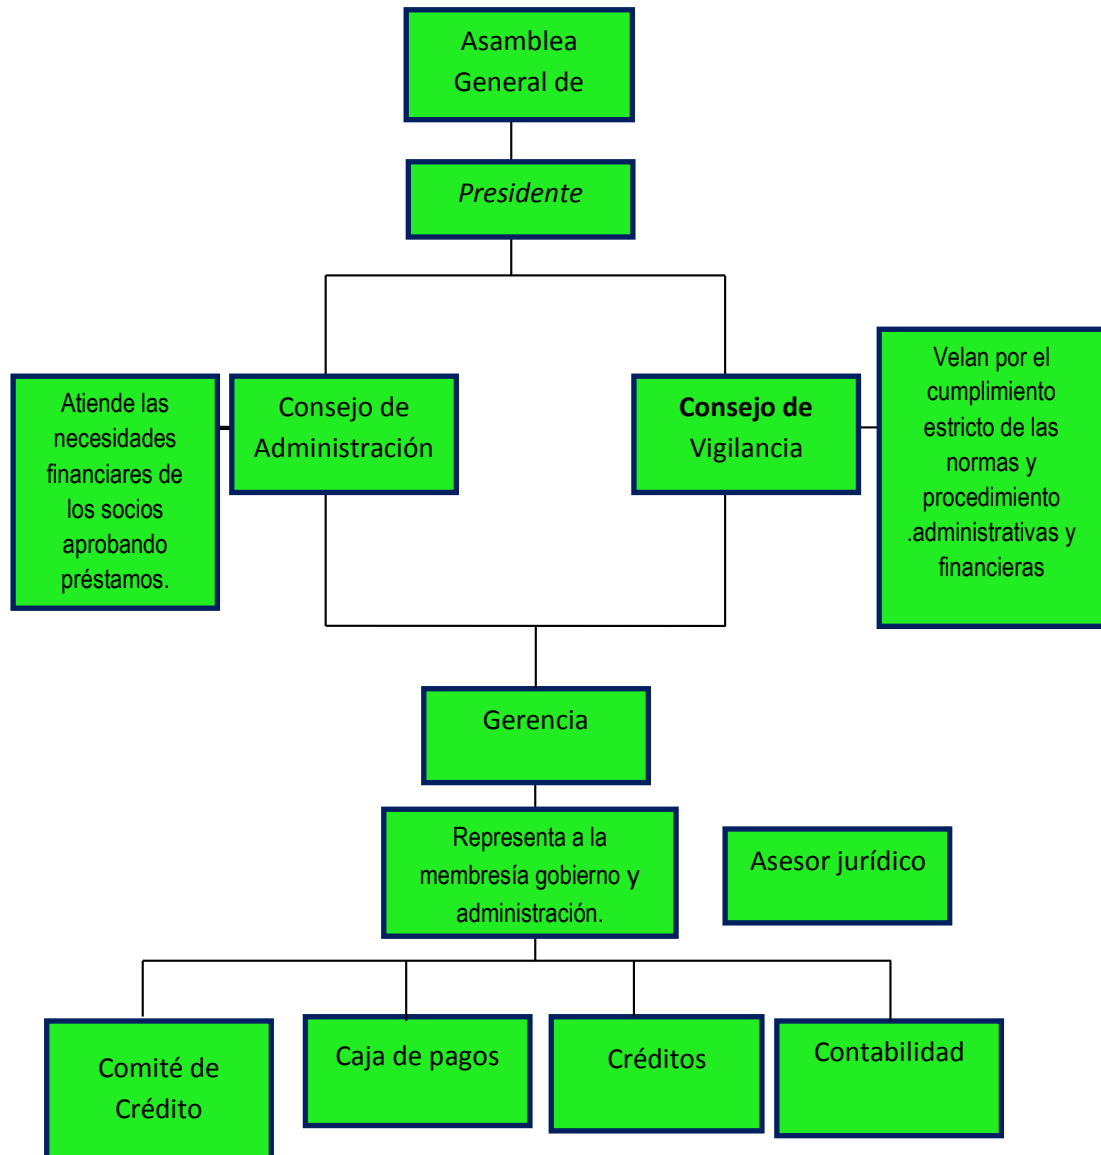 Asamblea
General de
Presidente
Atiende las
necesidades
financiares de
los socios
aprobando
préstamos.
Consejo de
Administración
Consejo de
Vigilancia
Velan por el
cumplimiento
estricto de las
normas y
procedimiento
.administrativas y
financieras
Gerencia
Representa a la
membresía gobierno y
administración.
Asesor jurídico
Comité de
Crédito
Caja de pagos
Créditos
Contabilidad